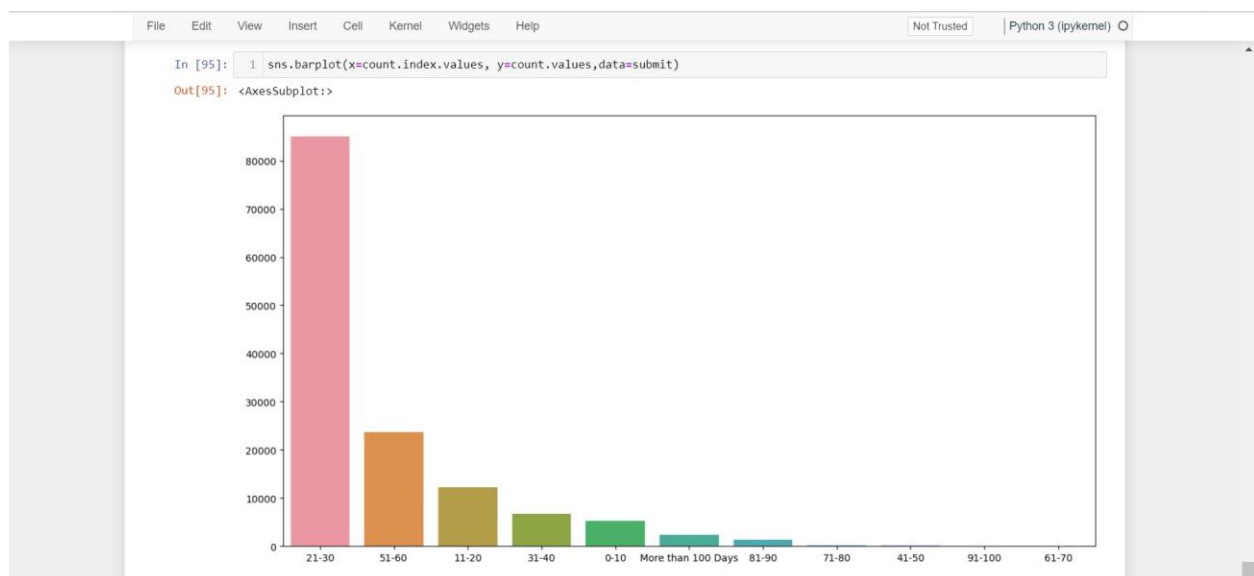 File Edit View Insert Cell Kernel Widgets Help Not Trusted Python 3 (ipykernel)
In [95]: 1 sns.barplot(x=count.index.values, y=count.values,data=submit)
Out[95]: <AxesSubplot:>
80000
70000
60000
50000
40000
30000
20000
10000
0
21-30 51-60 11-20 31-40 0-10 More than 100 Days 81-90 71-80 41-50 91-100 61-70